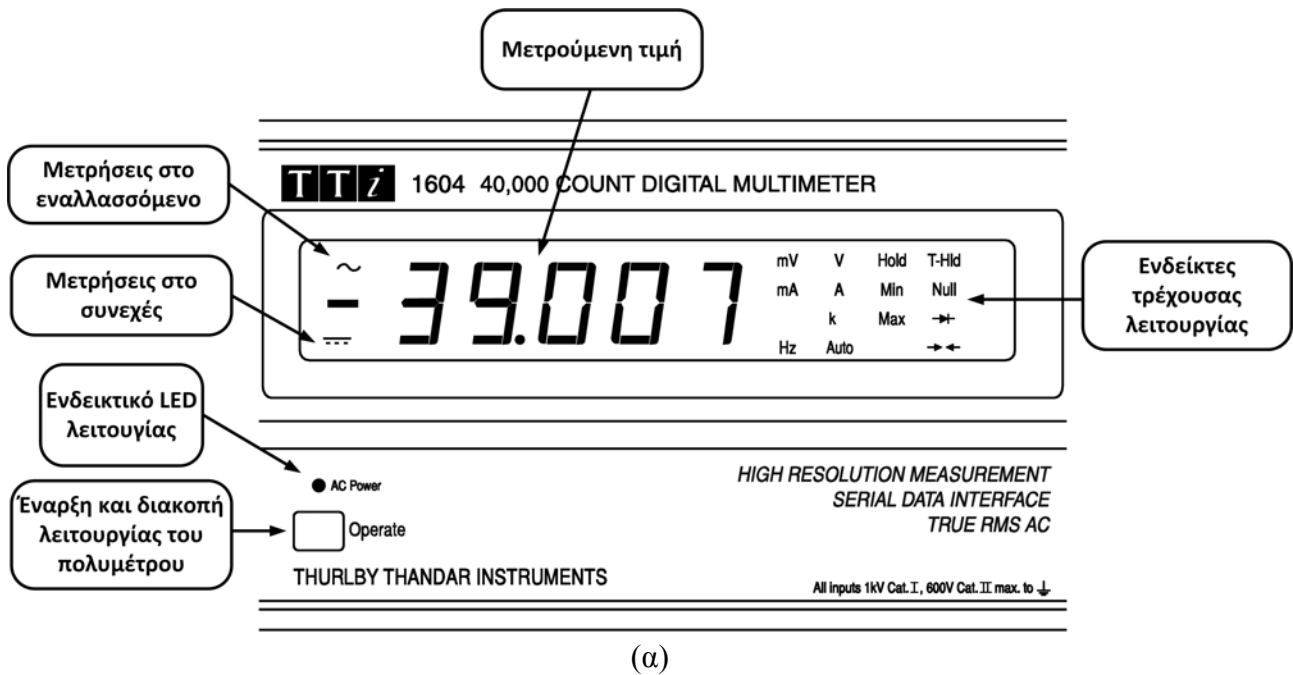 Μετρούμενη τιμή
Μετρήσεις στο
εναλλασσόμενο
TTi 1604 40,000 COUNT DIGITAL MULTIMETER
Μετρήσεις στο
συνεχές
- 39.007
mV V Hold T-Hld
mA A Min Null
k Max
Hz Auto
Ενδείκτες
τρέχουσας
λειτουργίας
Ενδεικτικό LED
λειτουγίας
AC Power
Έναρξη και διακοπή
λειτουργίας του
πολυμέτρου
Operate
HIGH RESOLUTION MEASUREMENT
SERIAL DATA INTERFACE
TRUE RMS AC
THURLBY THANDAR INSTRUMENTS
All inputs 1kV Cat. I, 600V Cat. II max. to ⏚
(α)